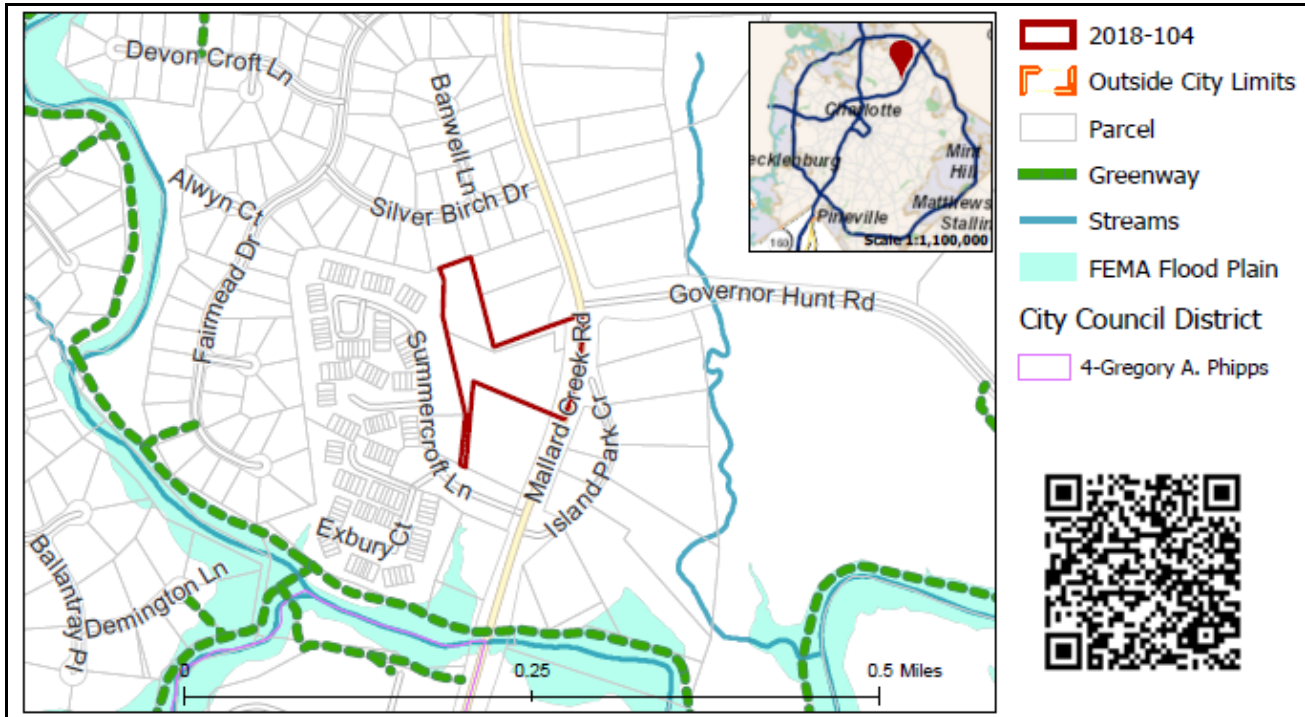 Devon Croft Ln
Banwell Ln
Alwyn Ct
Silver Birch Dr
Fairmead Dr
Governor Hunt Rd
Summercroft Ln
Mallard Creek Rd
Island Park Cr
Exbury Ct
Ballantray Pl
Demington Ln
0
0.25
0.5 Miles
Charlotte
ecklenburg
Mint
Hill
Matthews
Pineville
Stallin
Scale 1:1,100,000
2018-104
Outside City Limits
Parcel
Greenway
Streams
FEMA Flood Plain
City Council District
4-Gregory A. Phipps